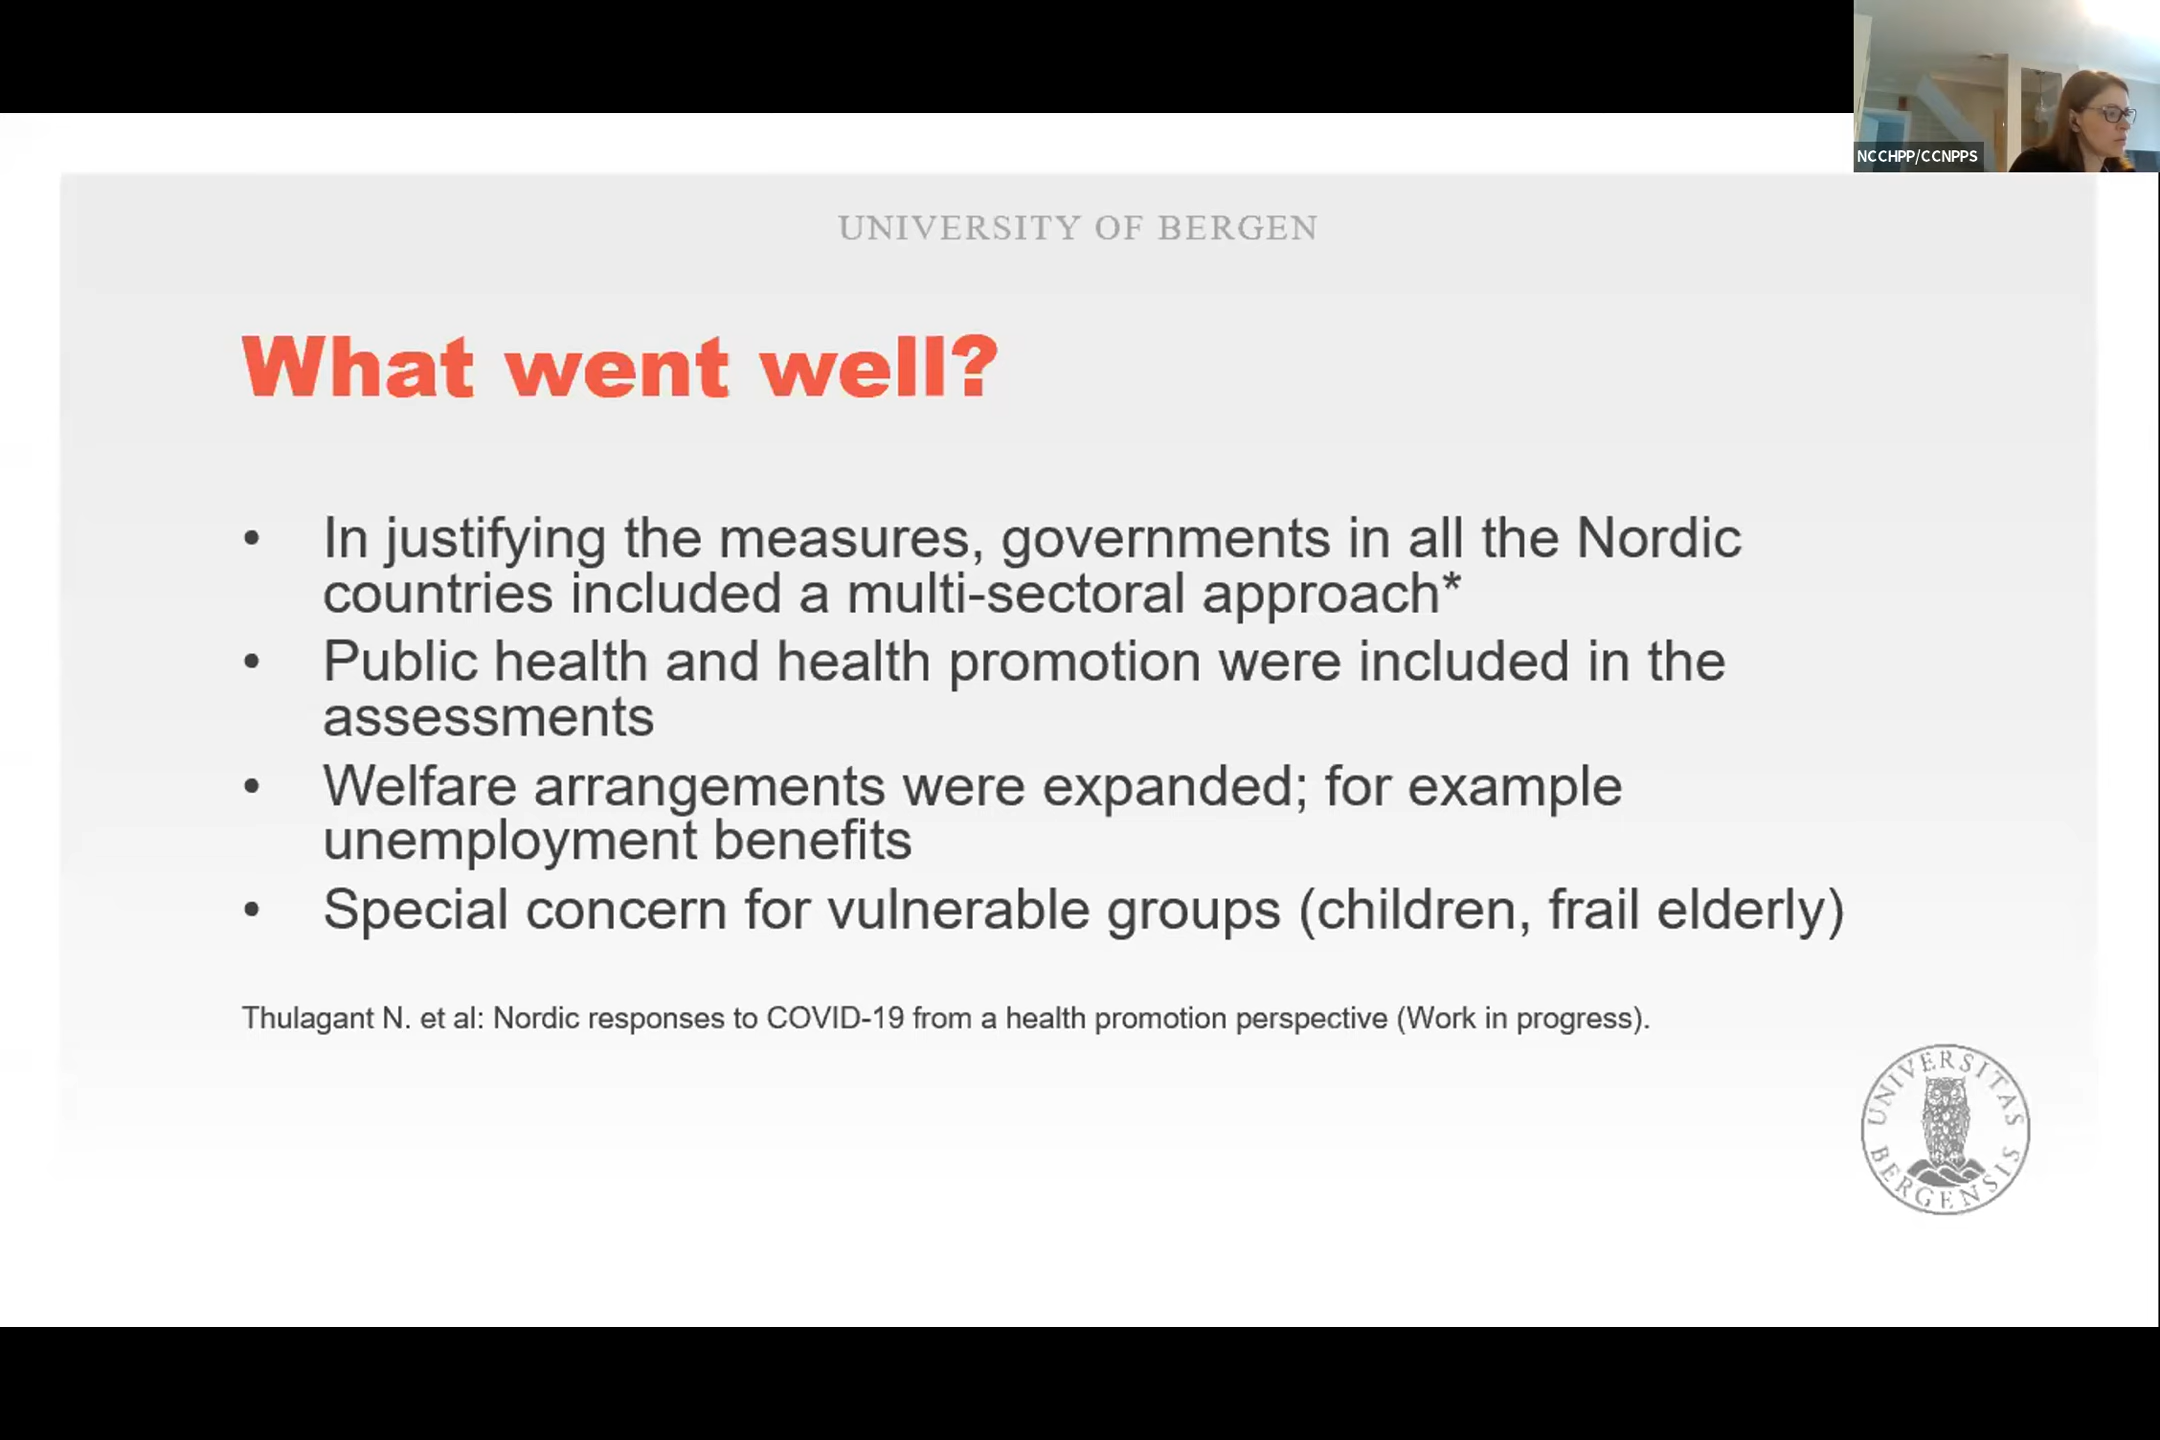 NCCHPP/CCNPPS
UNIVERSITY OF BERGEN
What went well?
• In justifying the measures, governments in all the Nordic
countries included a multi-sectoral approach*
• Public health and health promotion were included in the
assessments
• Welfare arrangements were expanded; for example
unemployment benefits
• Special concern for vulnerable groups (children, frail elderly)
Thulagant N. et al: Nordic responses to COVID-19 from a health promotion perspective (Work in progress).
UNIVERSITAS
BERGENSIS